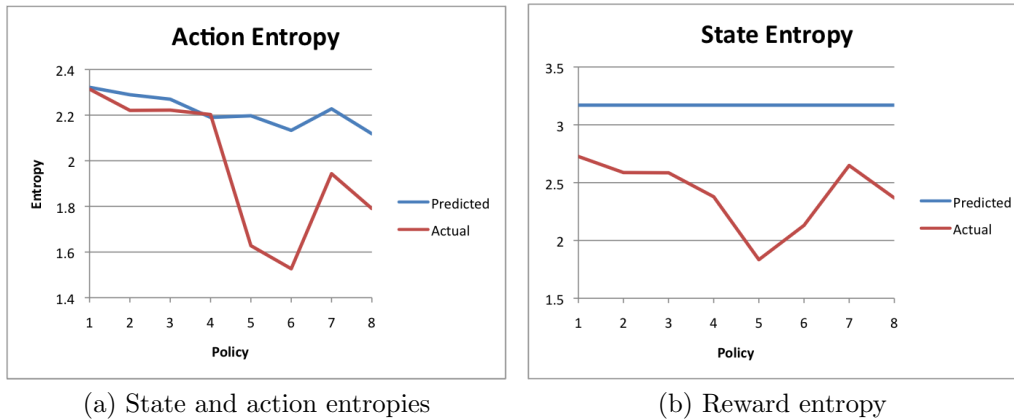 Action Entropy
2.4
2.2
2
1.8
1.6
1.4
Entropy
1 2 3 4 5 6 7 8
Policy
Predicted
Actual
(a) State and action entropies
State Entropy
3.5
3
2.5
2
1.5
1 2 3 4 5 6 7 8
Policy
Predicted
Actual
(b) Reward entropy